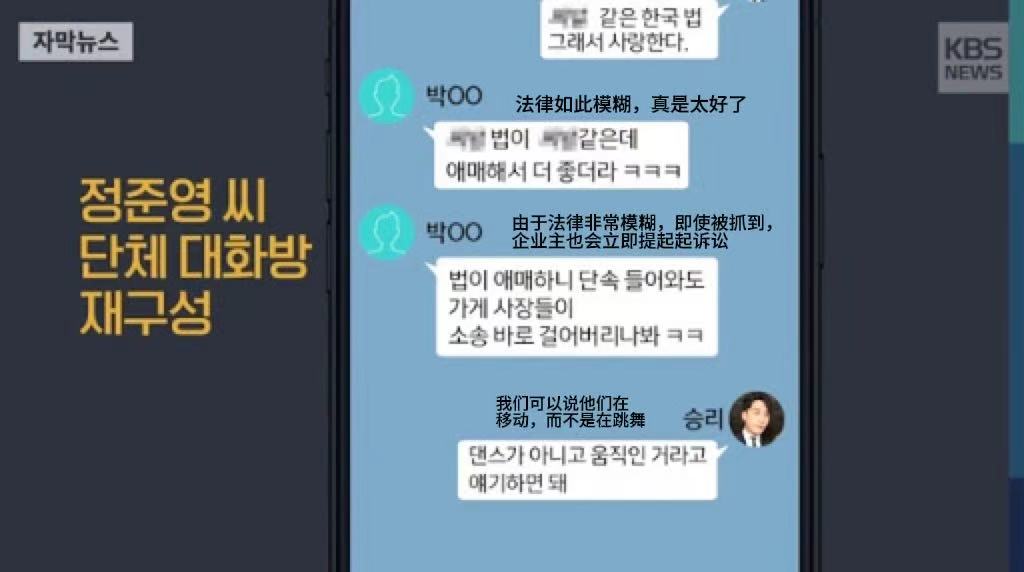 자막뉴스
KBS
NEWS
정준영 씨
단체 대화방
재구성
같은 한국 법
그래서 사랑한다.
박OO
法律如此模糊，真是太好了
법이 같은데
애매해서 더 좋더라 ㅋㅋㅋ
박OO
由于法律非常模糊，即使被抓到，
企业主也会立即提起起诉讼
법이 애매하니 단속 들어와도
가게 사장들이
소송 바로 걸어버리나봐 ㅋㅋ
我们可以说他们在
移动，而不是在跳舞
승리
댄스가 아니고 움직인 거라고
얘기하면 돼